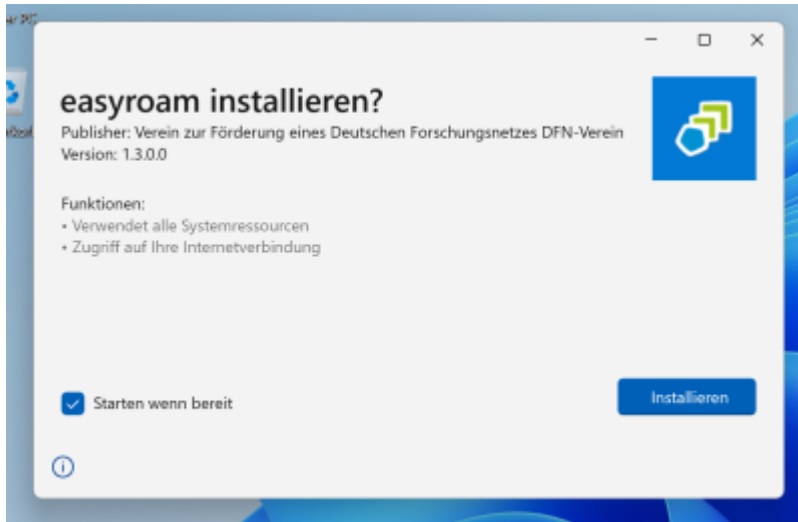 easyroam installieren?
Publisher: Verein zur Förderung eines Deutschen Forschungsnetzes DFN-Verein
Version: 1.3.0.0
Funktionen:
• Verwendet alle Systemressourcen
• Zugriff auf Ihre Internetverbindung
Starten wenn bereit
Installieren